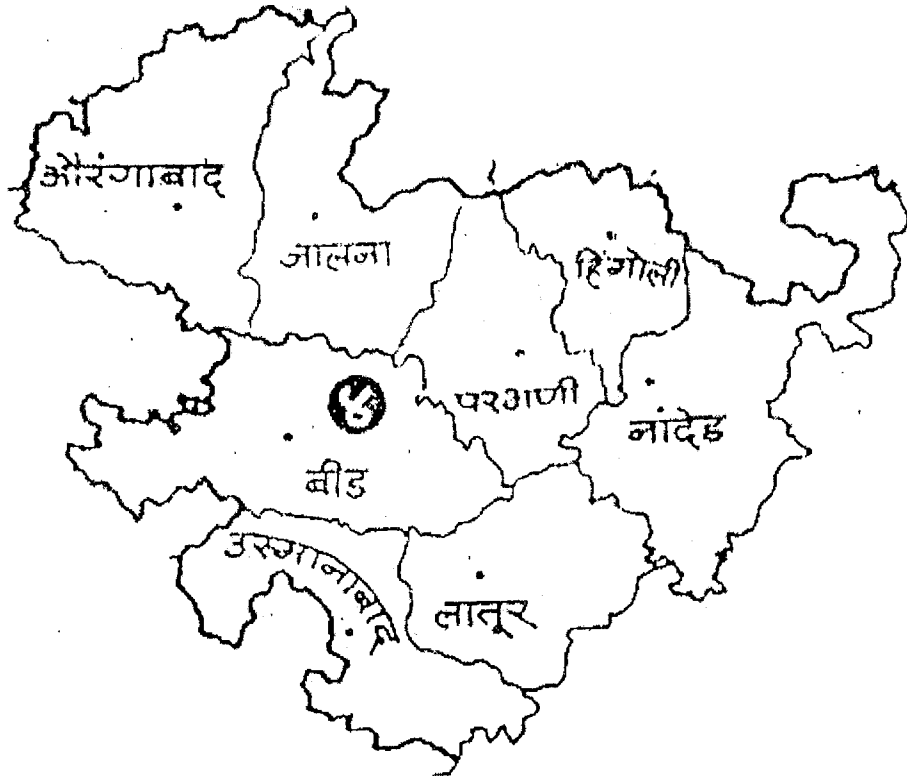 औरंगाबाद
जालना
हिंगोली
परभणी
नांदेड
बीड
उस्मानाबाद
लातूर